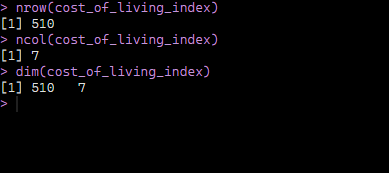 > nrow(cost_of_living_index)
[1] 510
> ncol(cost_of_living_index)
[1] 7
> dim(cost_of_living_index)
[1] 510   7
>